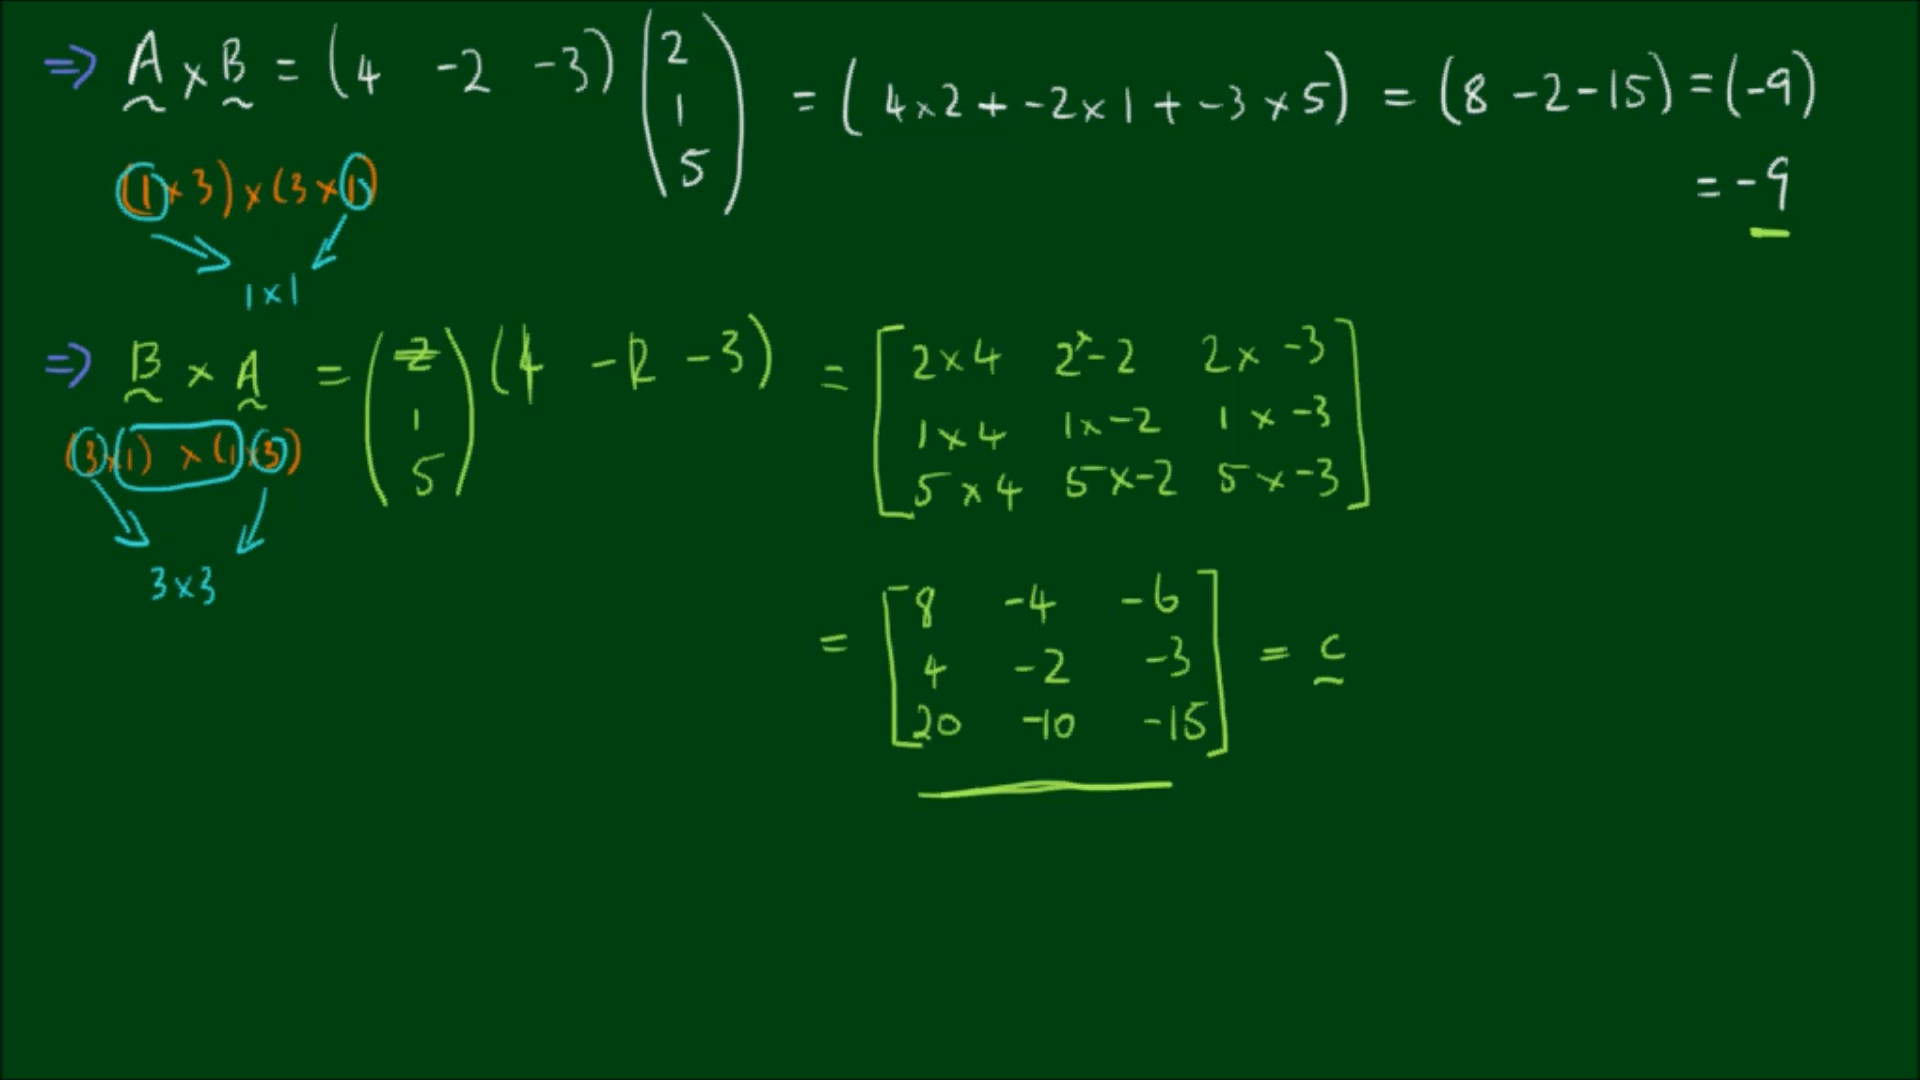 ⇒ A × B = (4 -2 -3) (2 1 5) = (4×2 + -2×1 + -3×5) = (8 -2 -15) = (-9)
= -9
(1×3) × (3×1)
1×1
⇒ B × A = (2 1 5) (4 -2 -3) = [2×4 2×-2 2×-3
1×4 1×-2 1×-3
5×4 5×-2 5×-3]
(3×1) × (1×3)
3×3
= [8 -4 -6
4 -2 -3
20 -10 -15] = C